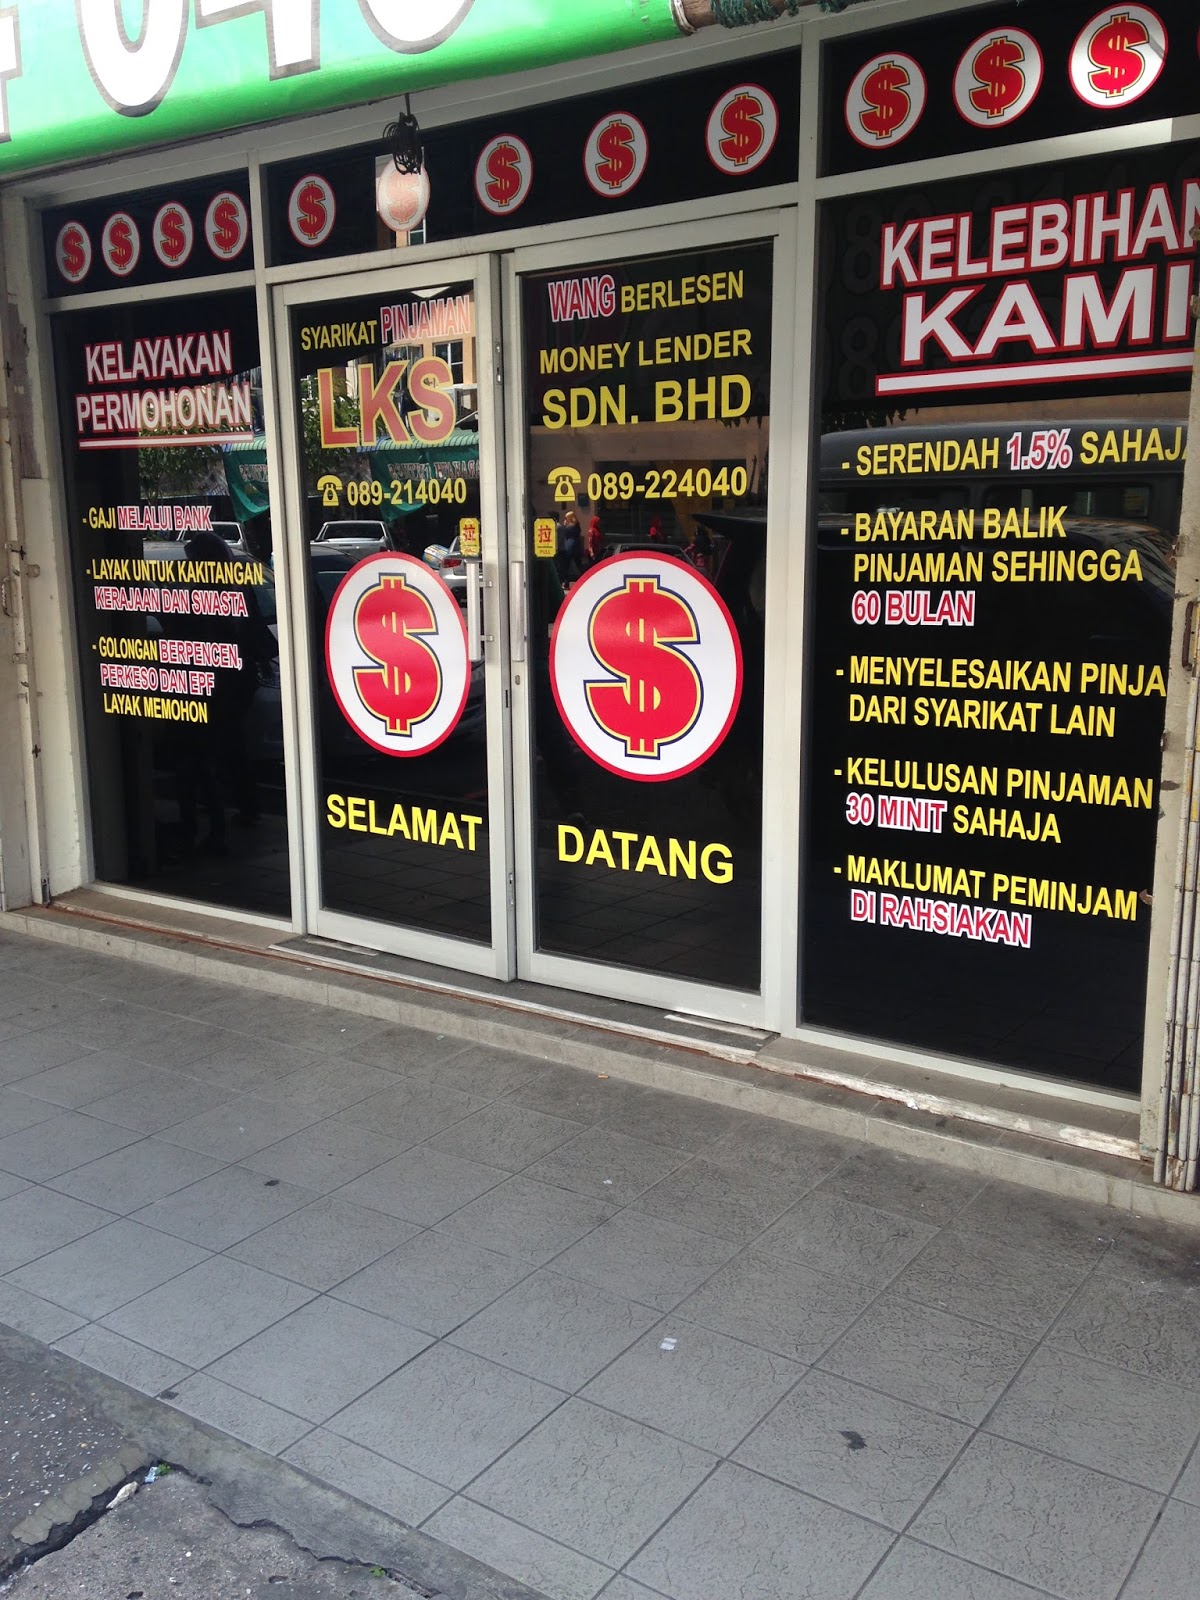 KELAYAKAN
PERMOHONAN
- GAJI MELALUI BANK
- LAYAK UNTUK KAKITANGAN
KERAJAAN DAN SWASTA
- GOLONGAN BERPENCEN,
PERKESO DAN EPF
LAYAK MEMOHON
SYARIKAT PINJAMAN
LKS
089-214040
拉
SELAMAT
WANG BERLESEN
MONEY LENDER
SDN. BHD
089-224040
拉
PULL
DATANG
KELEBIHAN
KAMI
- SERENDAH 1.5% SAHAJA
- BAYARAN BALIK
PINJAMAN SEHINGGA
60 BULAN
- MENYELESAIKAN PINJA
DARI SYARIKAT LAIN
- KELULUSAN PINJAMAN
30 MINIT SAHAJA
- MAKLUMAT PEMINJAM
DI RAHSIAKAN